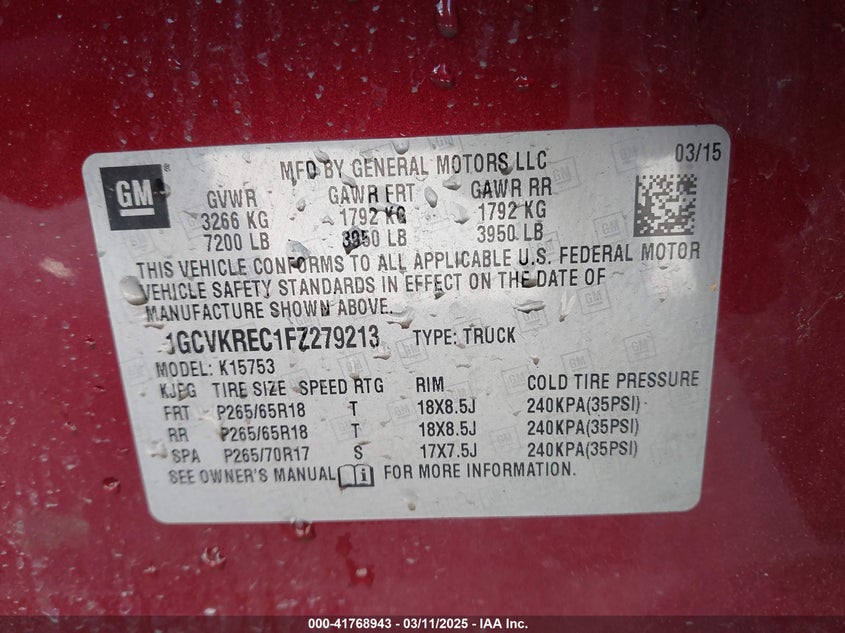 GM ®
MFD BY GENERAL MOTORS LLC 03/15
GVWR GAWR FRT GAWR RR
3266 KG 1792 KG 1792 KG
7200 LB 3950 LB 3950 LB
THIS VEHICLE CONFORMS TO ALL APPLICABLE U.S. FEDERAL MOTOR
VEHICLE SAFETY STANDARDS IN EFFECT ON THE DATE OF
MANUFACTURE SHOWN ABOVE.
1GCVKREC1FZ279213 TYPE: TRUCK
MODEL: K15753
KJFG TIRE SIZE SPEED RTG RIM COLD TIRE PRESSURE
FRT P265/65R18 T 18X8.5J 240KPA(35PSI)
RR P265/65R18 T 18X8.5J 240KPA(35PSI)
SPA P265/70R17 S 17X7.5J 240KPA(35PSI)
SEE OWNER'S MANUAL i FOR MORE INFORMATION.
000-41768943 - 03/11/2025 - IAA Inc.